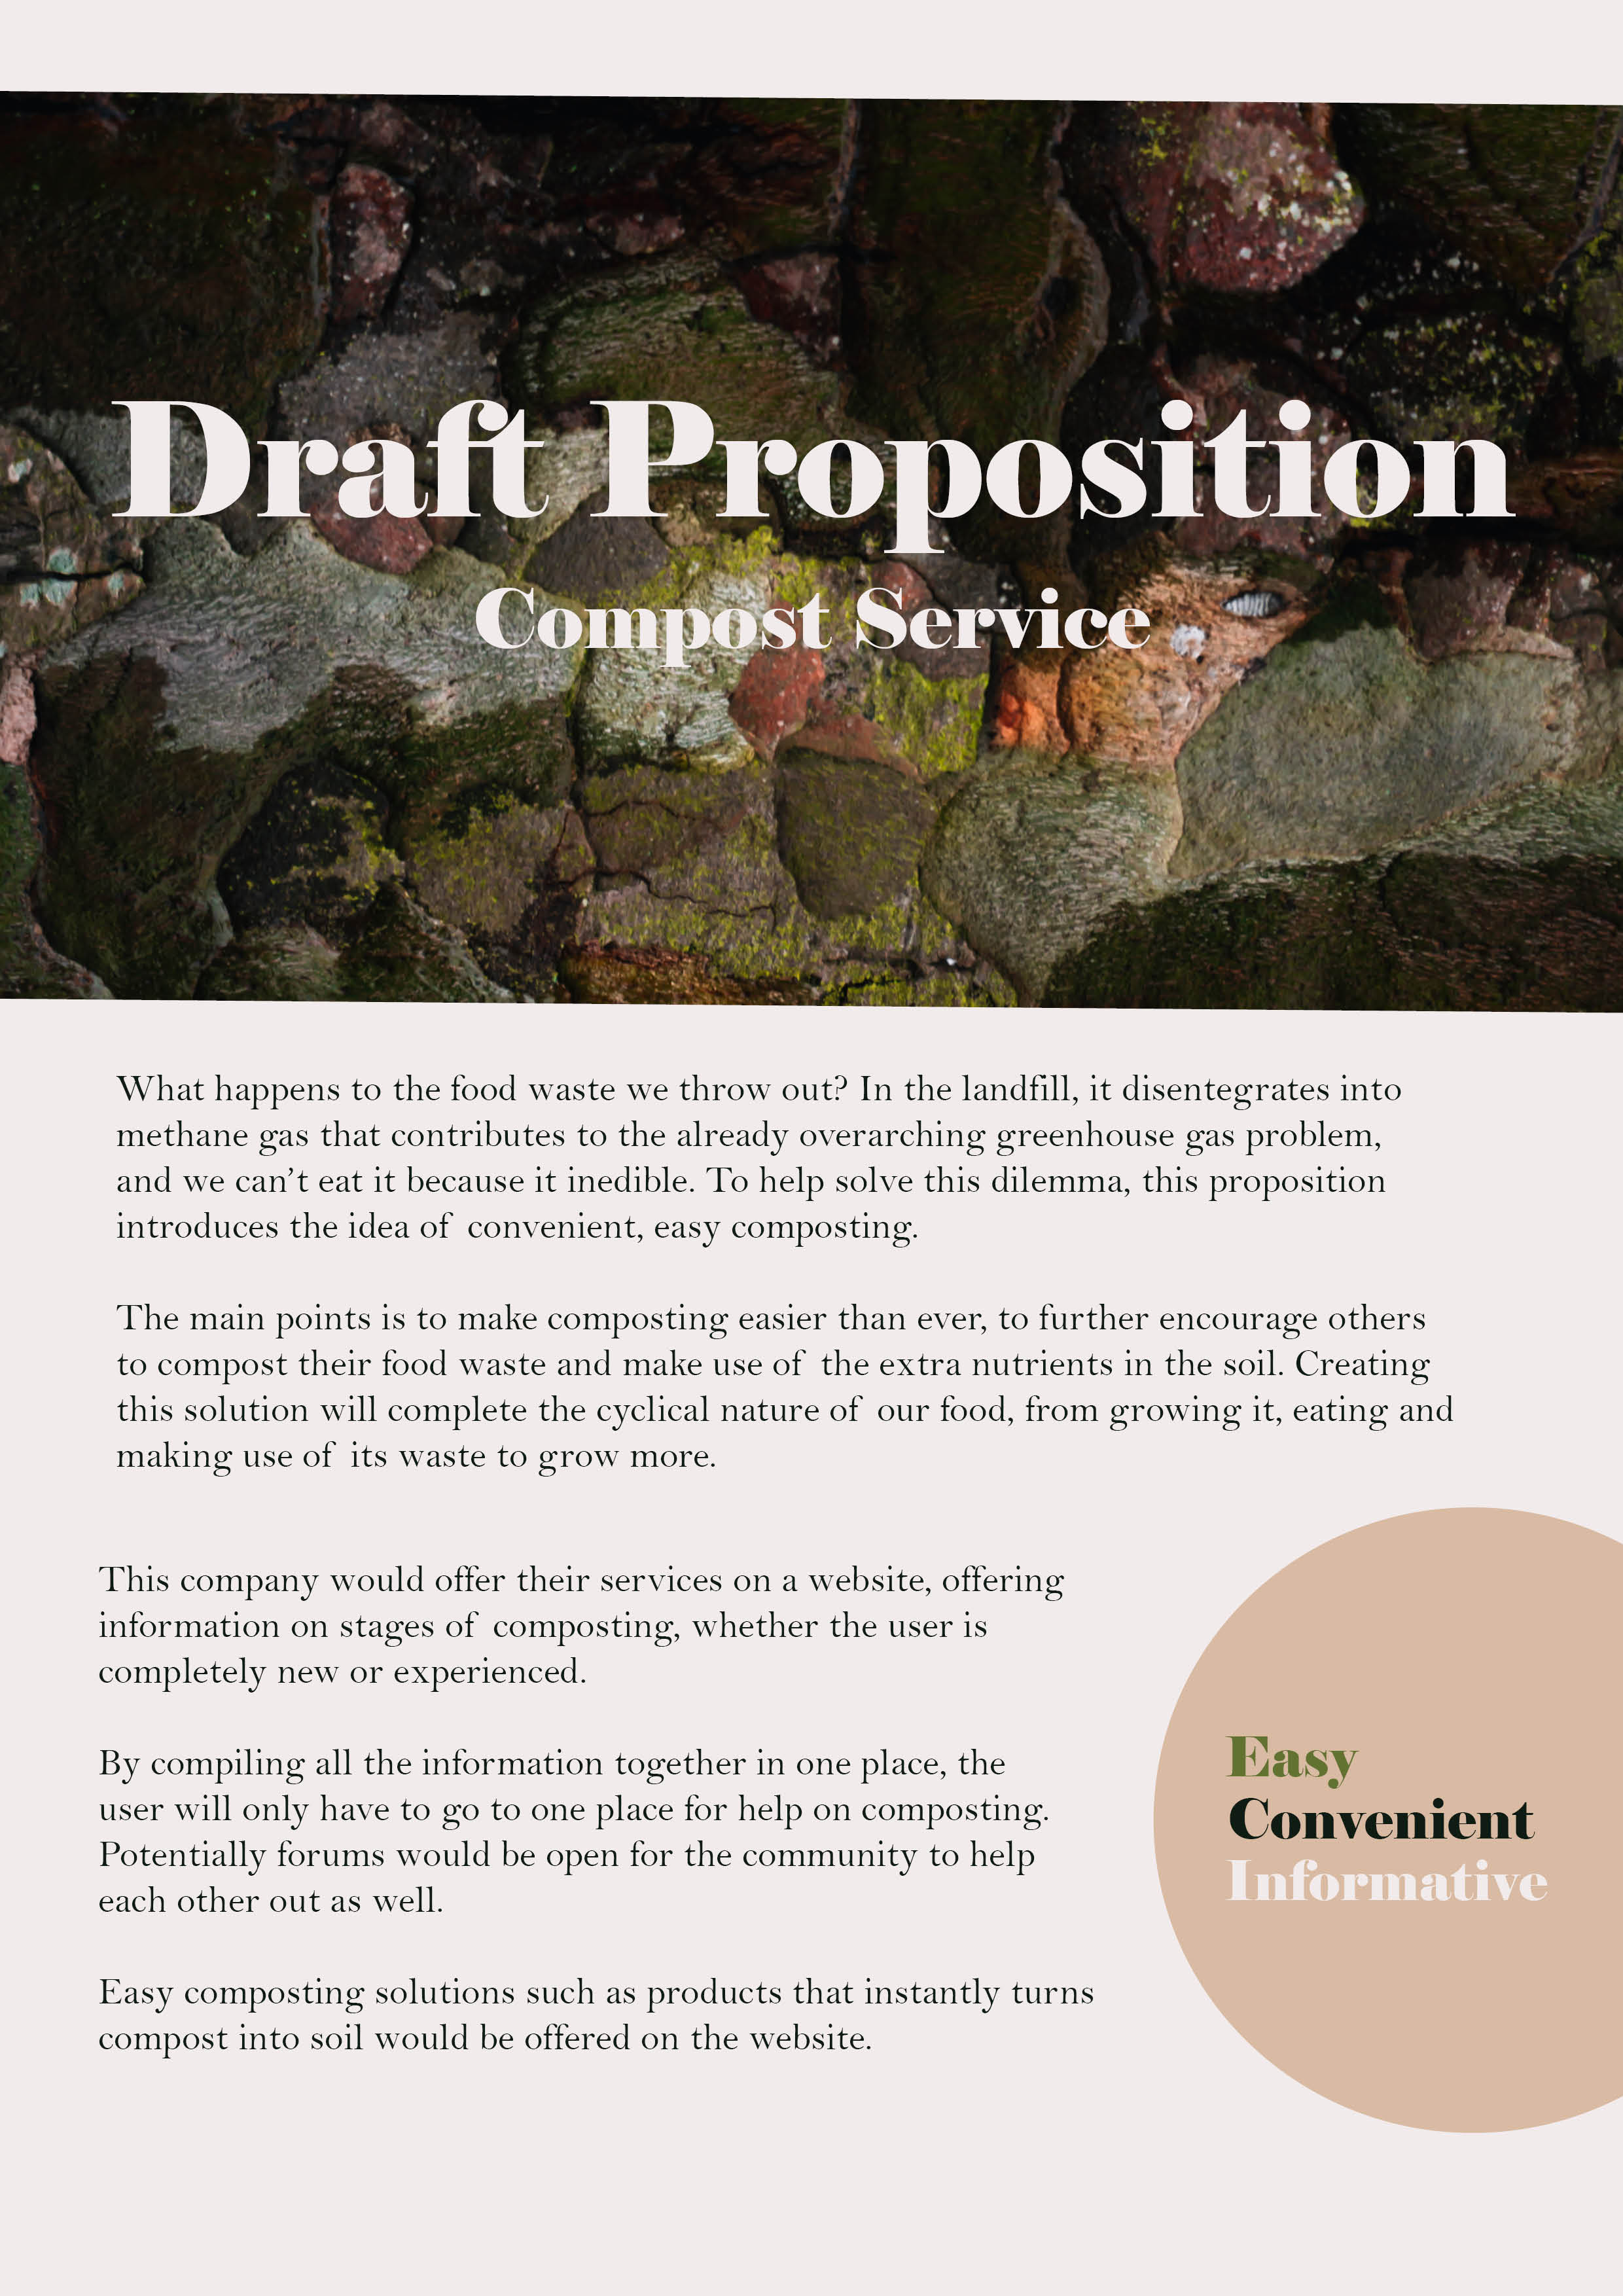 Draft Proposition
Compost Service
What happens to the food waste we throw out? In the landfill, it disentegrates into
methane gas that contributes to the already overarching greenhouse gas problem,
and we can’t eat it because it inedible. To help solve this dilemma, this proposition
introduces the idea of convenient, easy composting.
The main points is to make composting easier than ever, to further encourage others
to compost their food waste and make use of the extra nutrients in the soil. Creating
this solution will complete the cyclical nature of our food, from growing it, eating and
making use of its waste to grow more.
This company would offer their services on a website, offering
information on stages of composting, whether the user is
completely new or experienced.
By compiling all the information together in one place, the
user will only have to go to one place for help on composting.
Potentially forums would be open for the community to help
each other out as well.
Easy composting solutions such as products that instantly turns
compost into soil would be offered on the website.
Easy
Convenient
Informative